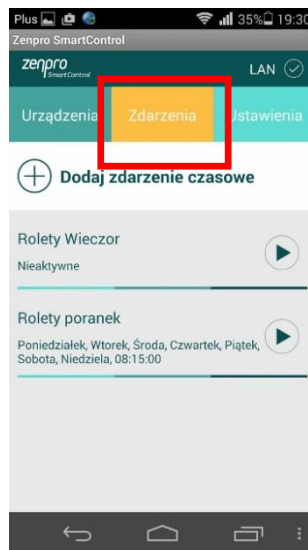 Plus 35% 19:30
Zenpro SmartControl
zenpro
SmartControl
LAN
Urządzenia Zdarzenia Ustawienia
Dodaj zdarzenie czasowe
Rolety Wieczor
Nieaktywne
Rolety poranek
Poniedziałek, Wtorek, Środa, Czwartek, Piątek,
Sobota, Niedziela, 08:15:00